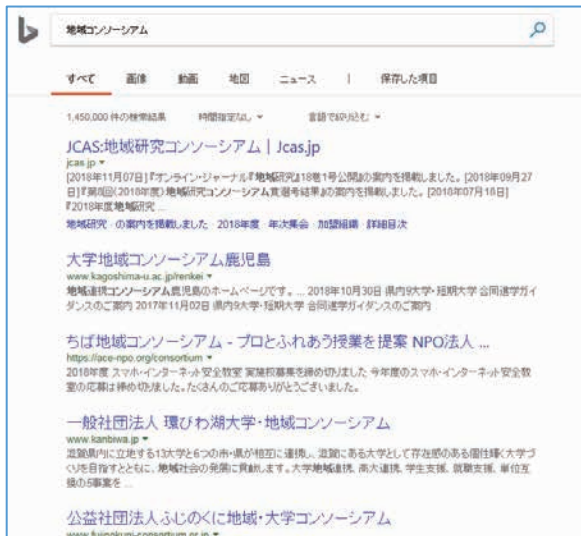 地域コンソーシアム
すべて 画像 動画 地図 ニュース | 保存した項目
1,450,000 件の検索結果 時間指定なし 言語で絞り込む
JCAS:地域研究コンソーシアム | Jcas.jp
jcas.jp
[2018年11月07日]『オンライン・ジャーナル『地域研究』18巻1号公開』の案内を掲載しました。[2018年09月27
日]『第8回(2018年度)地域研究コンソーシアム賞選考結果』の案内を掲載しました。[2018年07月18日]
『2018年度地域研究 ...
地域研究 · の案内を掲載しました · 2018年度 · 年次集会 · 加盟組織 · 詳細目次
大学地域コンソーシアム鹿児島
www.kagoshima-u.ac.jp/renkei
地域連携コンソーシアム鹿児島のホームページです。 ... 2018年10月30日 県内9大学・短期大学 合同進学ガイ
ダンスのご案内 2017年11月02日 県内9大学・短期大学 合同進学ガイダンスのご案内
ちば地域コンソーシアム - プロとふれあう授業を提案 NPO法人 ...
https://ace-npo.org/consortium
2018年度 スマホ・インターネット安全教室 実施校募集を締め切りました 今年度のスマホ・インターネット安全教
室の応募は締め切りました。たくさんのご応募ありがとうございました。
一般社団法人 環びわ湖大学・地域コンソーシアム
www.kanbiwa.jp
滋賀県内に立地する13大学と6つの市・県が相互に連携し、滋賀にある大学として存在感のある個性輝く大学づ
くりを目指すとともに、地域社会の発展に貢献します。大学地域連携、高大連携、学生支援、就職支援、単位互
換の5事業を ...
公益社団法人ふじのくに地域・大学コンソーシアム
www.fujinokuni-consortium.or.jp